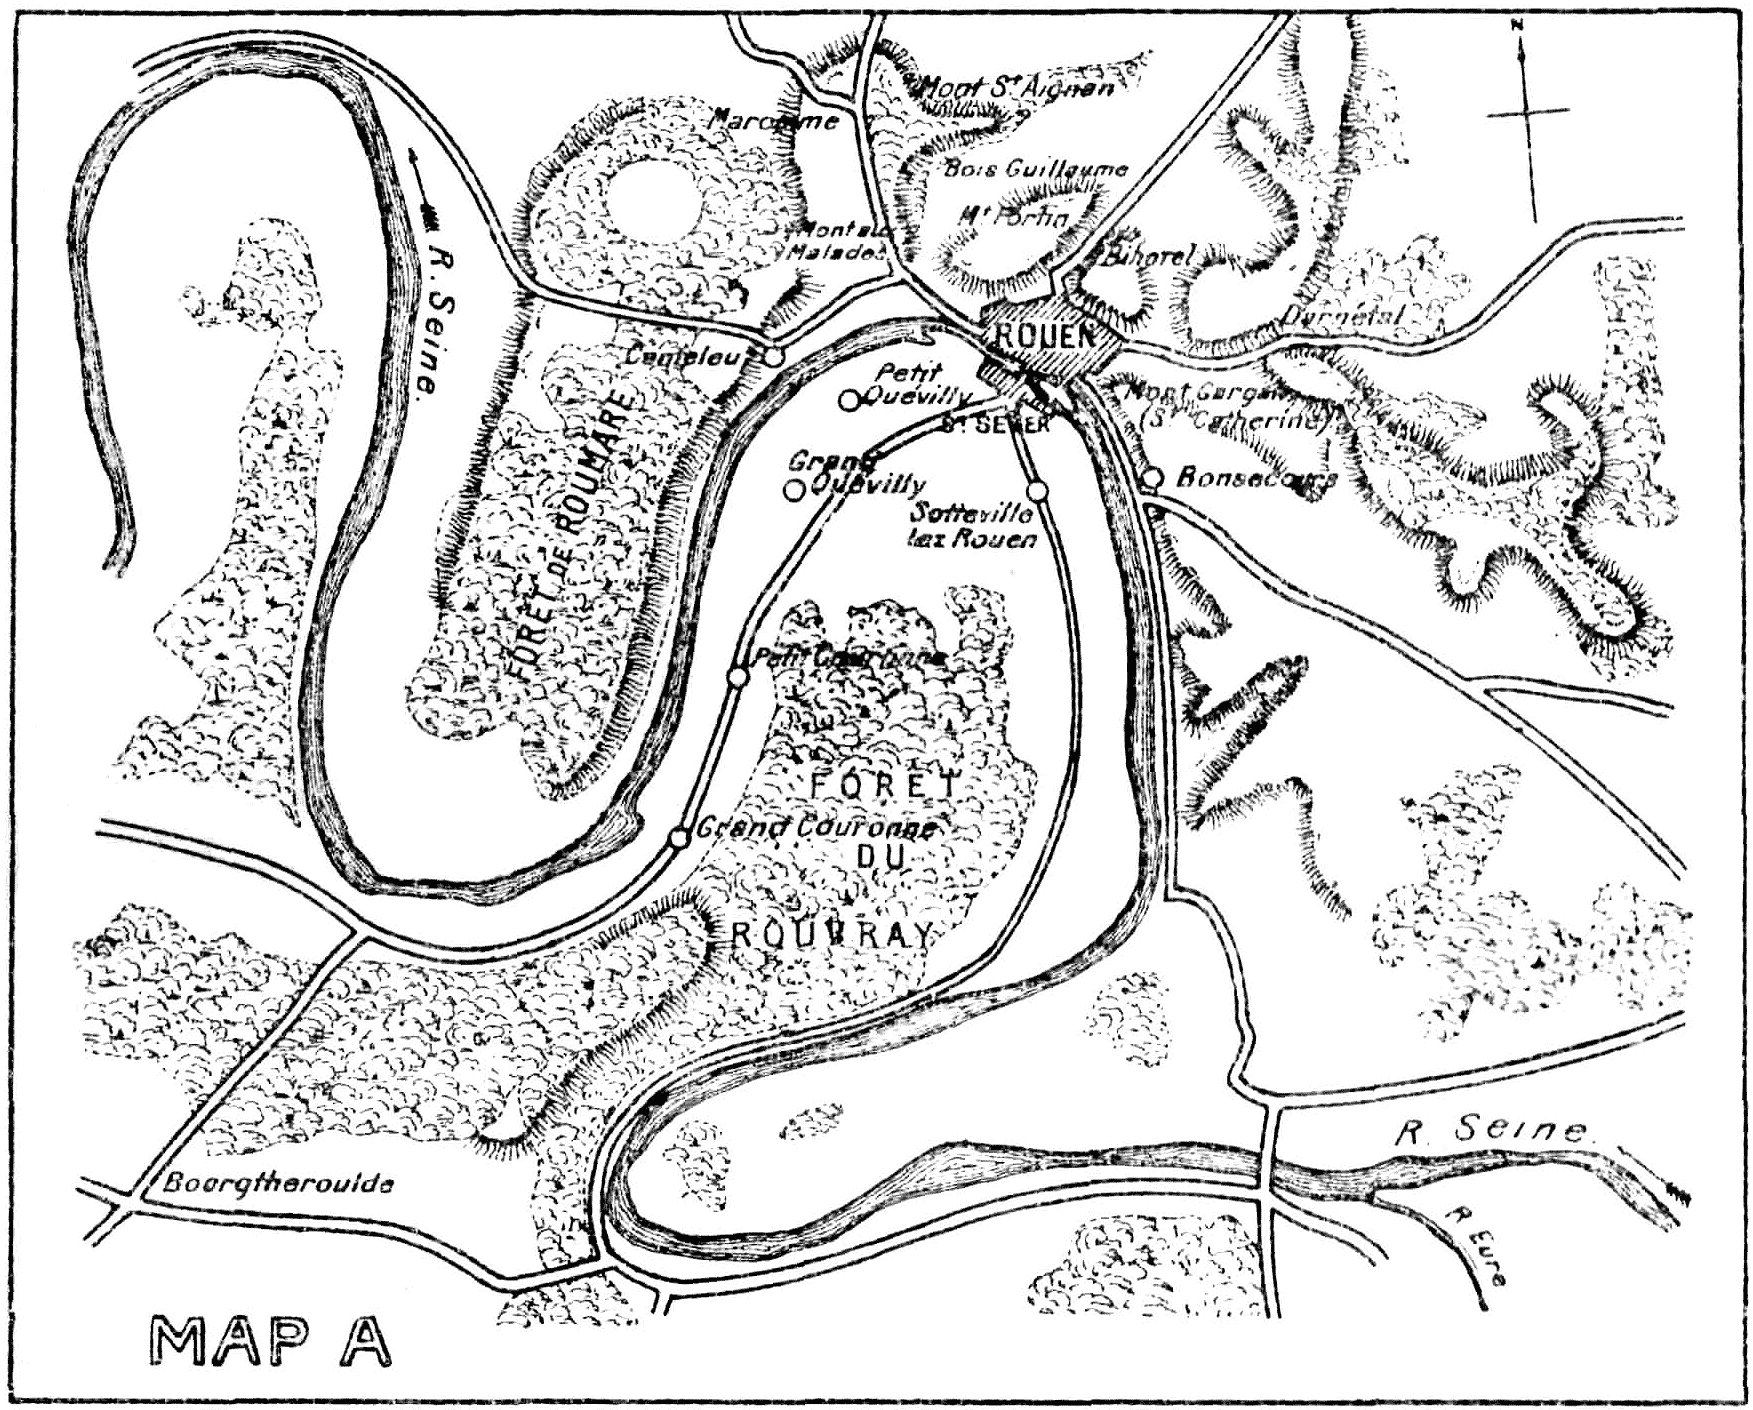 N
Mont St Aignan
Maromme
Bois Guillaume
Mt Fortin
Mont aux
Malades
Bihorel
R. Seine.
ROUEN
Darnetal
Canteleu
Petit
Quevilly
Mont Gargan
(Ste Catherine)
St SEVER
Grand
Quevilly
Bonsecours
Sotteville
lez Rouen
FORET DE ROUMARE
Petit Couronne
FORET
Grand Couronne
DU
ROUVRAY
R. Seine.
Bourgtheroulde
R Eure
MAP A